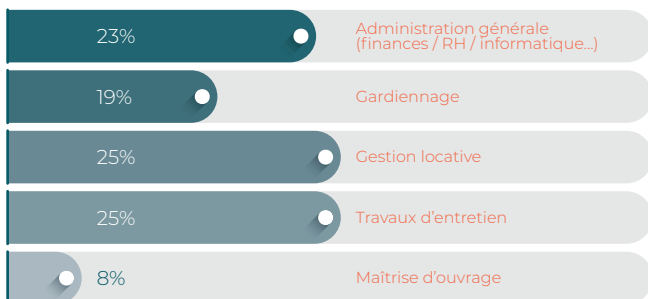 23%
Administration générale
(finances / RH / informatique...)
19%
Gardiennage
25%
Gestion locative
25%
Travaux d'entretien
8%
Maîtrise d'ouvrage